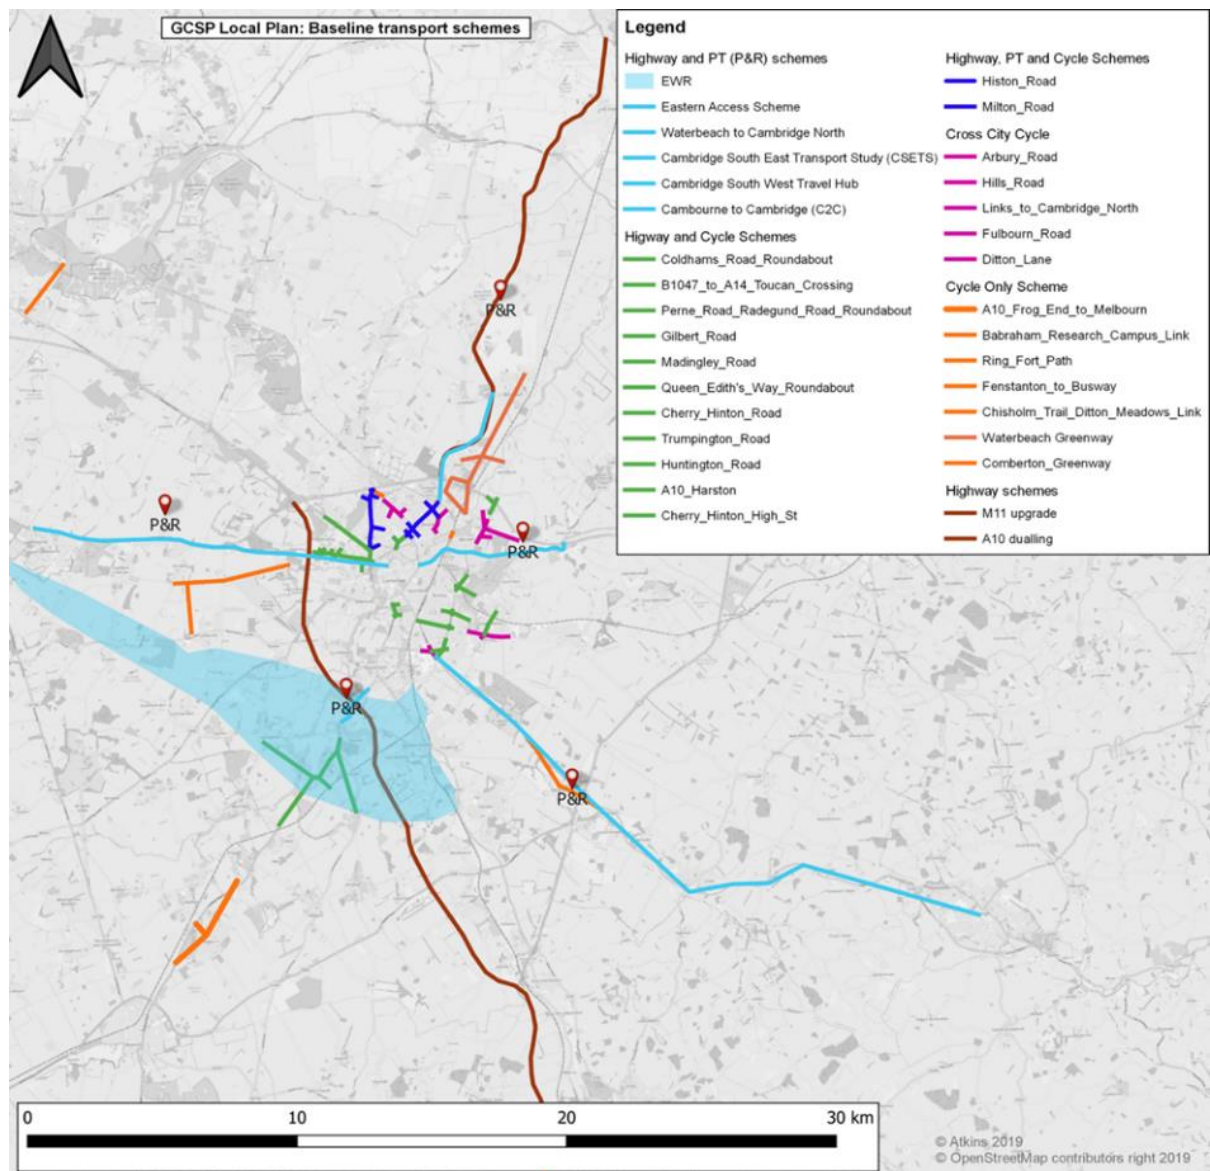 GCSP Local Plan: Baseline transport schemes
Legend
Highway and PT (P&R) schemes
EWR
Eastern Access Scheme
Waterbeach to Cambridge North
Cambridge South East Transport Study (CSETS)
Cambridge South West Travel Hub
Cambourne to Cambridge (C2C)
Higway and Cycle Schemes
Coldhams_Road_Roundabout
B1047_to_A14_Toucan_Crossing
Perne_Road_Radegund_Road_Roundabout
Gilbert_Road
Madingley_Road
Queen_Edith's_Way_Roundabout
Cherry_Hinton_Road
Trumpington_Road
Huntington_Road
A10_Harston
Cherry_Hinton_High_St
Highway, PT and Cycle Schemes
Histon_Road
Milton_Road
Cross City Cycle
Arbury_Road
Hills_Road
Links_to_Cambridge_North
Fulbourn_Road
Ditton_Lane
Cycle Only Scheme
A10_Frog_End_to_Melbourn
Babraham_Research_Campus_Link
Ring_Fort_Path
Fenstanton_to_Busway
Chisholm_Trail_Ditton_Meadows_Link
Waterbeach Greenway
Comberton_Greenway
Highway schemes
M11 upgrade
A10 dualling
P&R
P&R
P&R
P&R
P&R
0 10 20 30 km
© Atkins 2019
© OpenStreetMap contributors right 2019